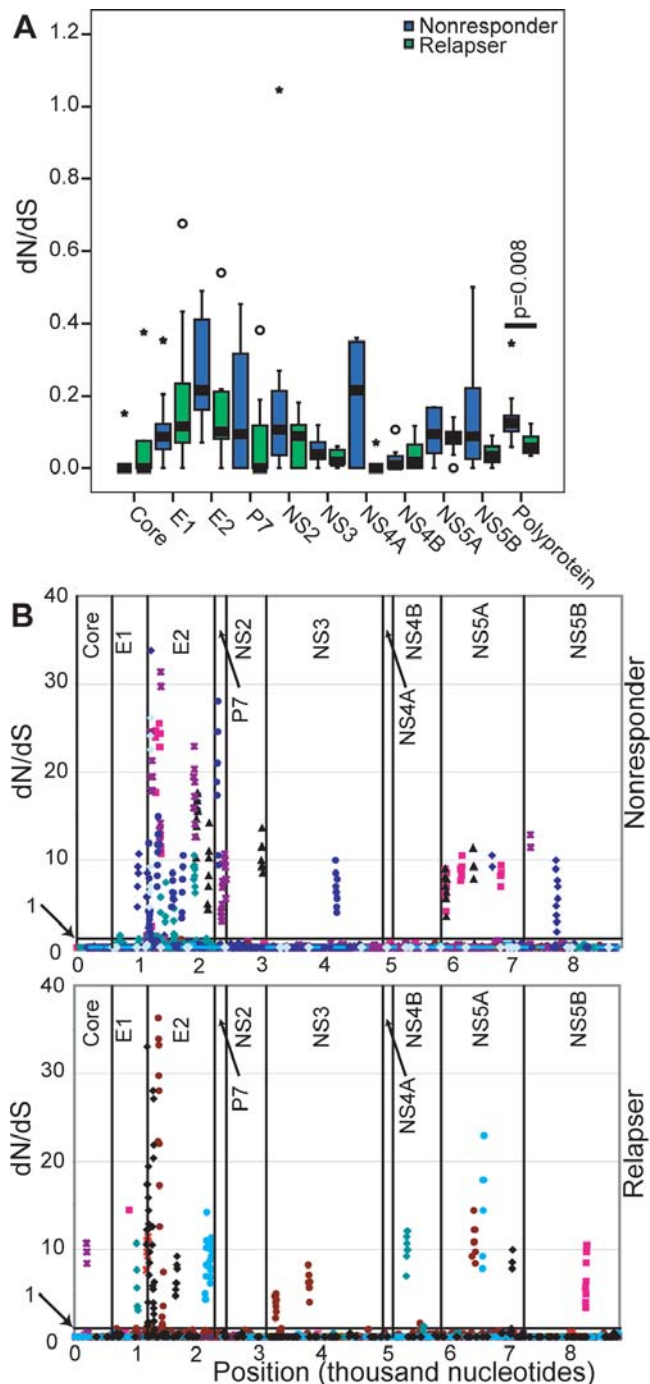 A
Nonresponder
Relapser
dN/dS
1.2
1.0
0.8
0.6
0.4
0.2
0.0
p=0.008
Core
E1
E2
P7
NS2
NS3
NS4A
NS4B
NS5A
NS5B
Polyprotein
B
dN/dS
40
30
20
10
0
1
Core
E1
E2
P7
NS2
NS3
NS4A
NS4B
NS5A
NS5B
Nonresponder
0 1 2 3 4 5 6 7 8
dN/dS
40
30
20
10
0
1
Core
E1
E2
P7
NS2
NS3
NS4A
NS4B
NS5A
NS5B
Relapser
0 1 2 3 4 5 6 7 8
Position (thousand nucleotides)